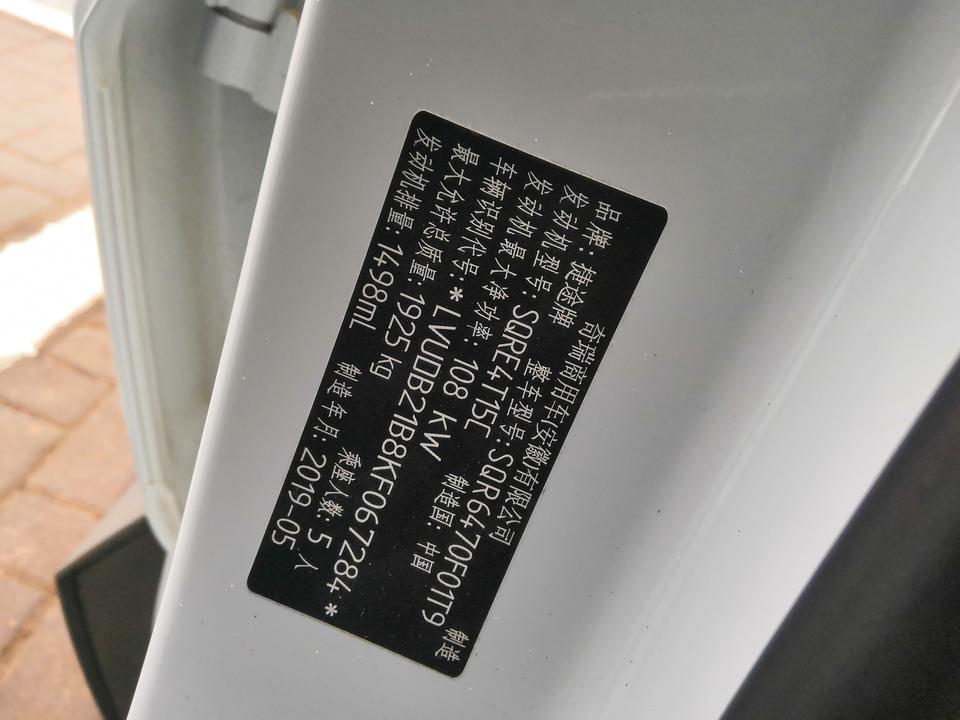 奇瑞商用车(安徽)有限公司 制造
品牌: 捷途牌 整车型号: SQR6470F01T9
发动机型号: SQRE4T15C 制造国: 中国
发动机最大净功率: 108 kW
车辆识别代号: *LVUDB21B8KF067284*
最大允许总质量: 1925 kg 乘座人数: 5 人
发动机排量: 1498mL 制造年月: 2019-05